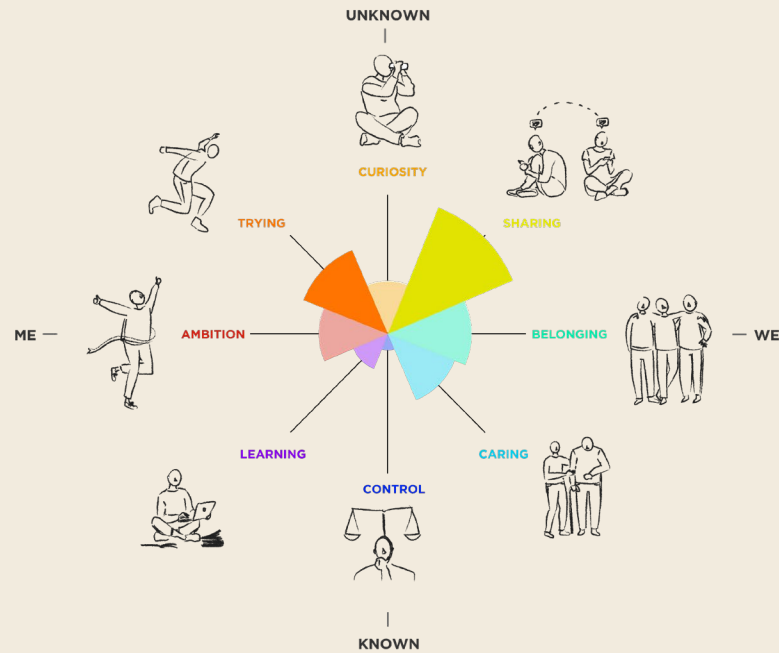 UNKNOWN
CURIOSITY
TRYING
SHARING
ME
AMBITION
BELONGING
WE
LEARNING
CARING
CONTROL
KNOWN